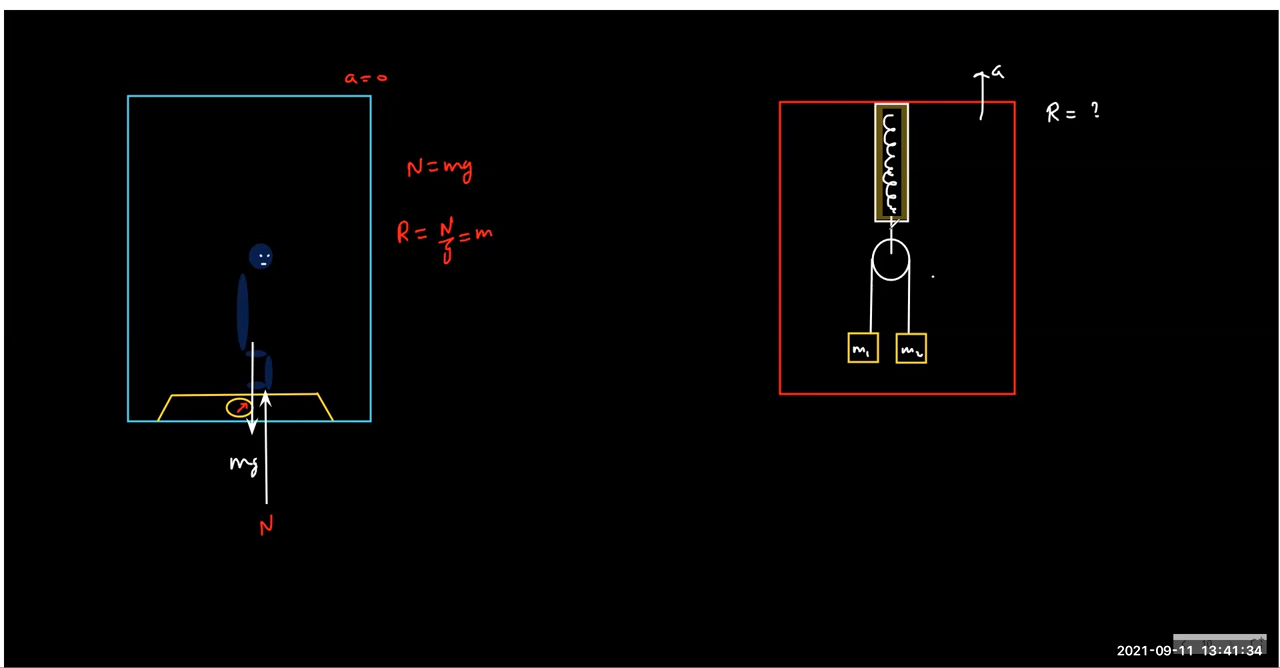 a = 0
N = mg
R = N/g = m
mg
N
a
R = ?
m₁
m₂
2021-09-11 13:41:34